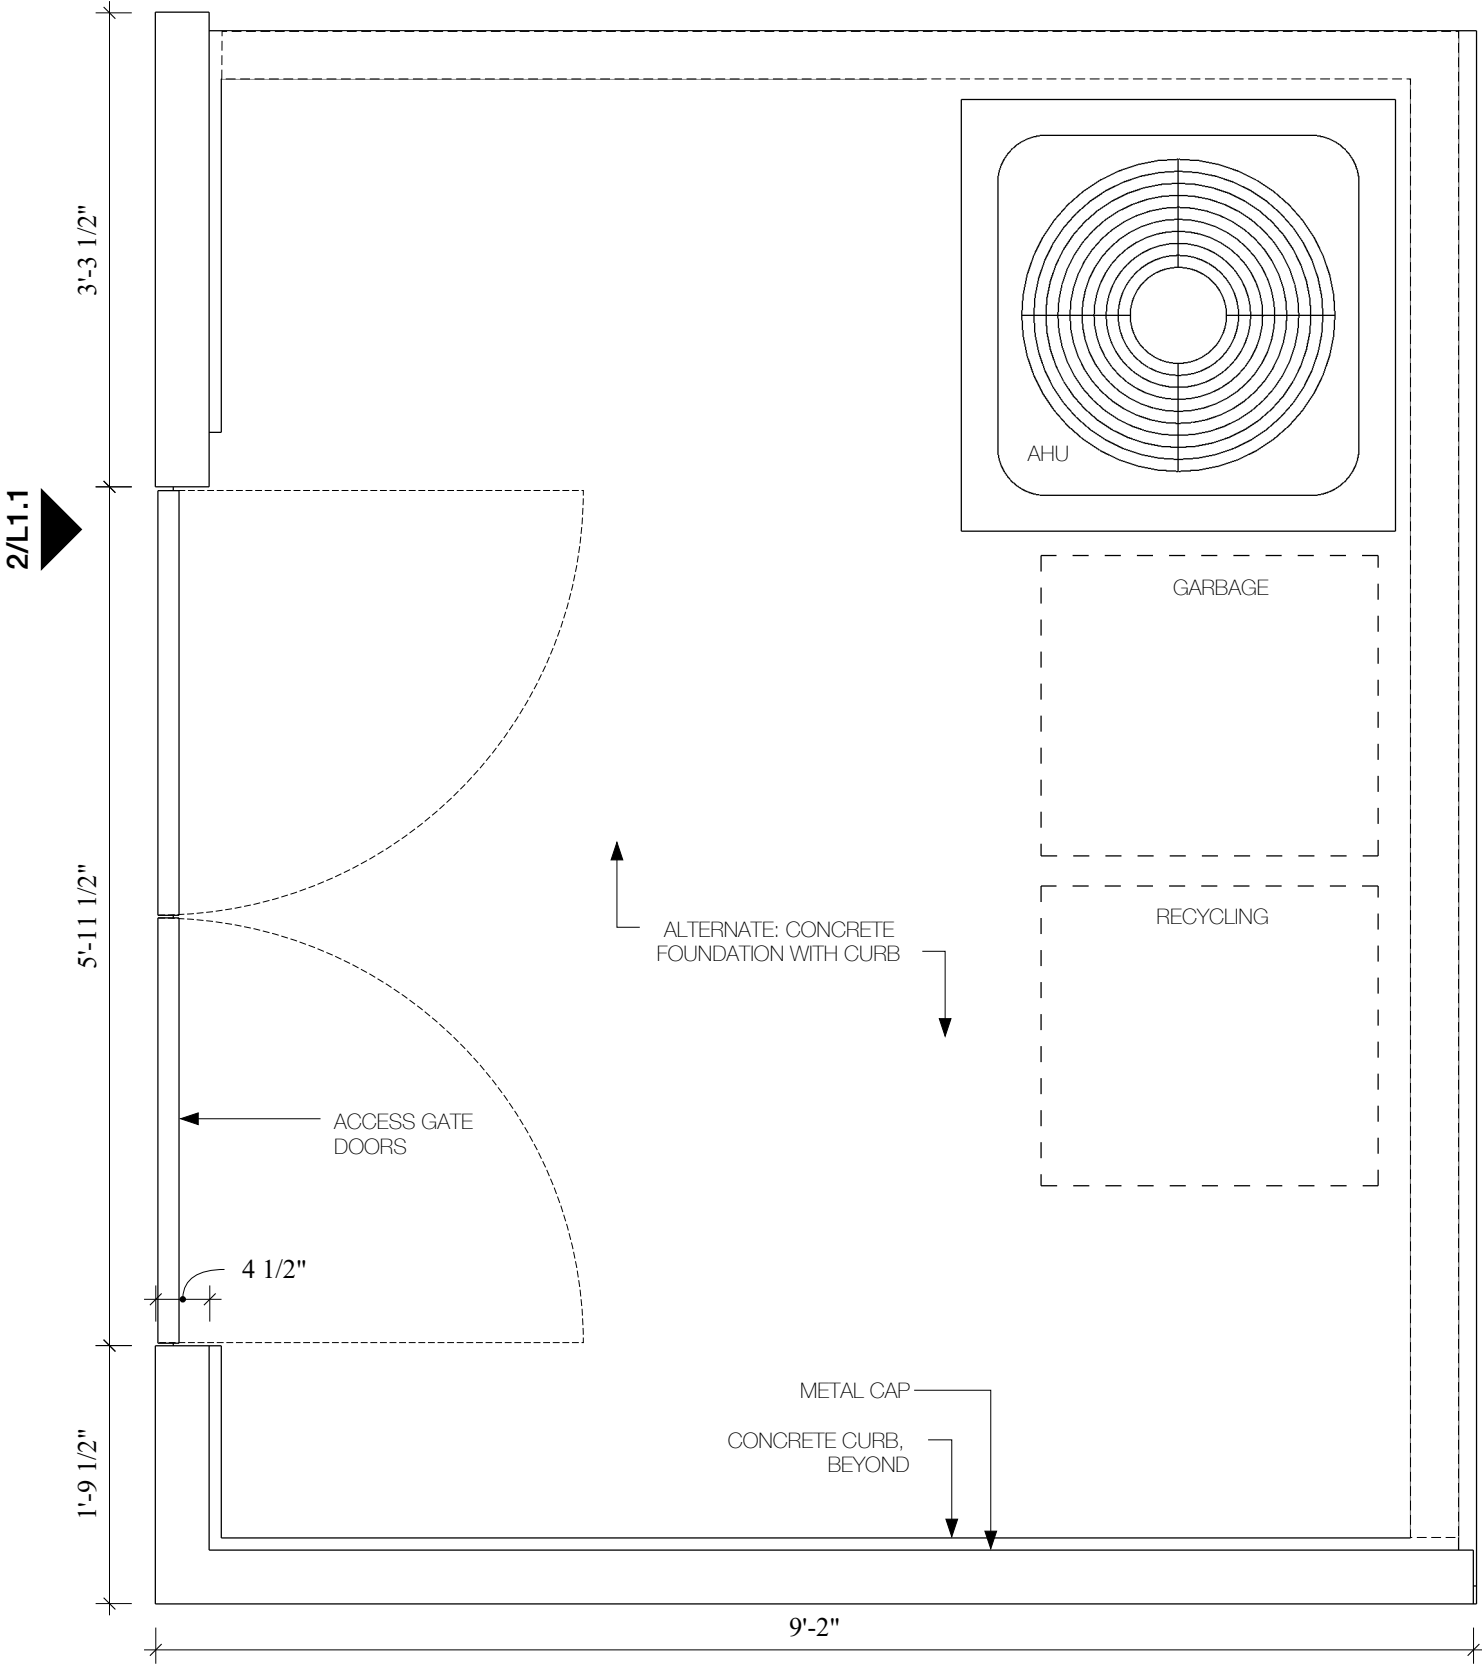 3'-3 1/2"
AHU
2/L1.1
GARBAGE
5'-11 1/2"
RECYCLING
ALTERNATE: CONCRETE
FOUNDATION WITH CURB
ACCESS GATE
DOORS
4 1/2"
METAL CAP
CONCRETE CURB,
BEYOND
1'-9 1/2"
9'-2"